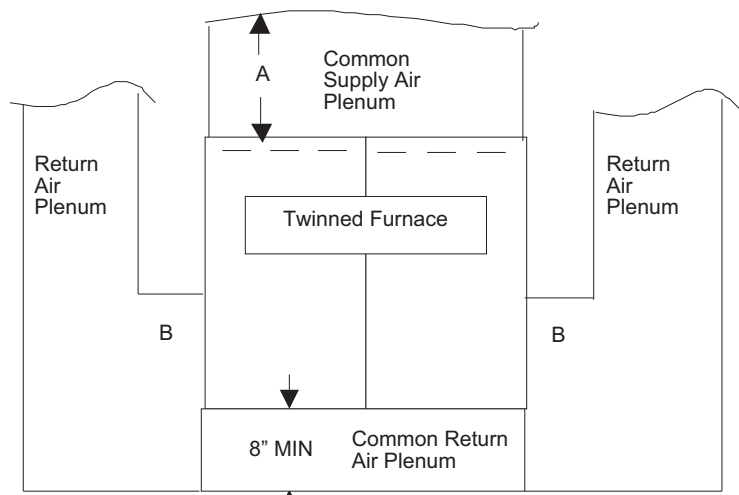 A
Common
Supply Air
Plenum
Return
Air
Plenum
Return
Air
Plenum
Twinned Furnace
B
B
8” MIN
Common Return
Air Plenum